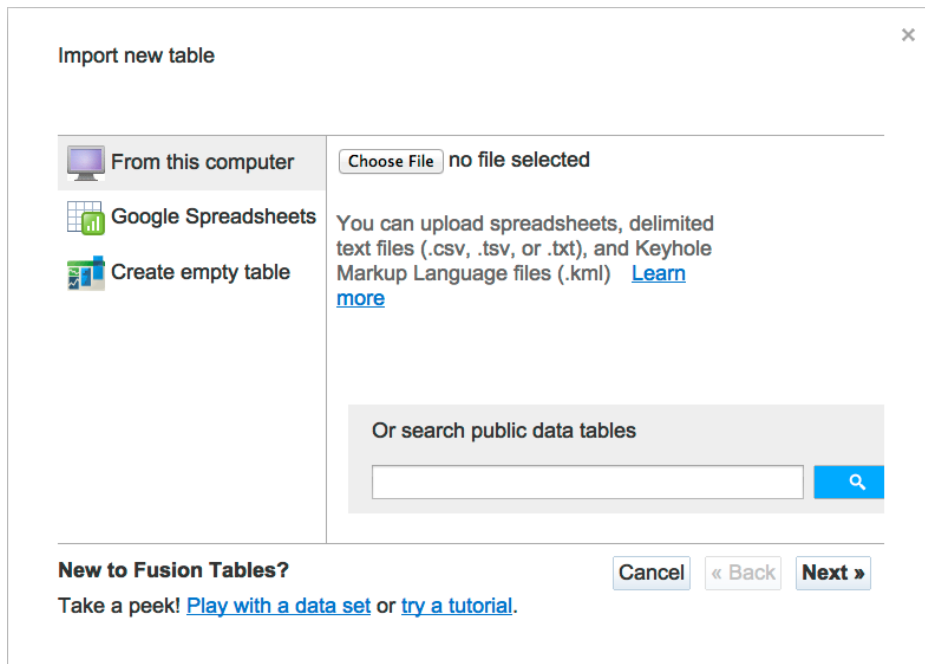 ×
Import new table
From this computer
Google Spreadsheets
Create empty table
Choose File no file selected
You can upload spreadsheets, delimited
text files (.csv, .tsv, or .txt), and Keyhole
Markup Language files (.kml) Learn
more
Or search public data tables
New to Fusion Tables?
Take a peek! Play with a data set or try a tutorial.
Cancel « Back Next »